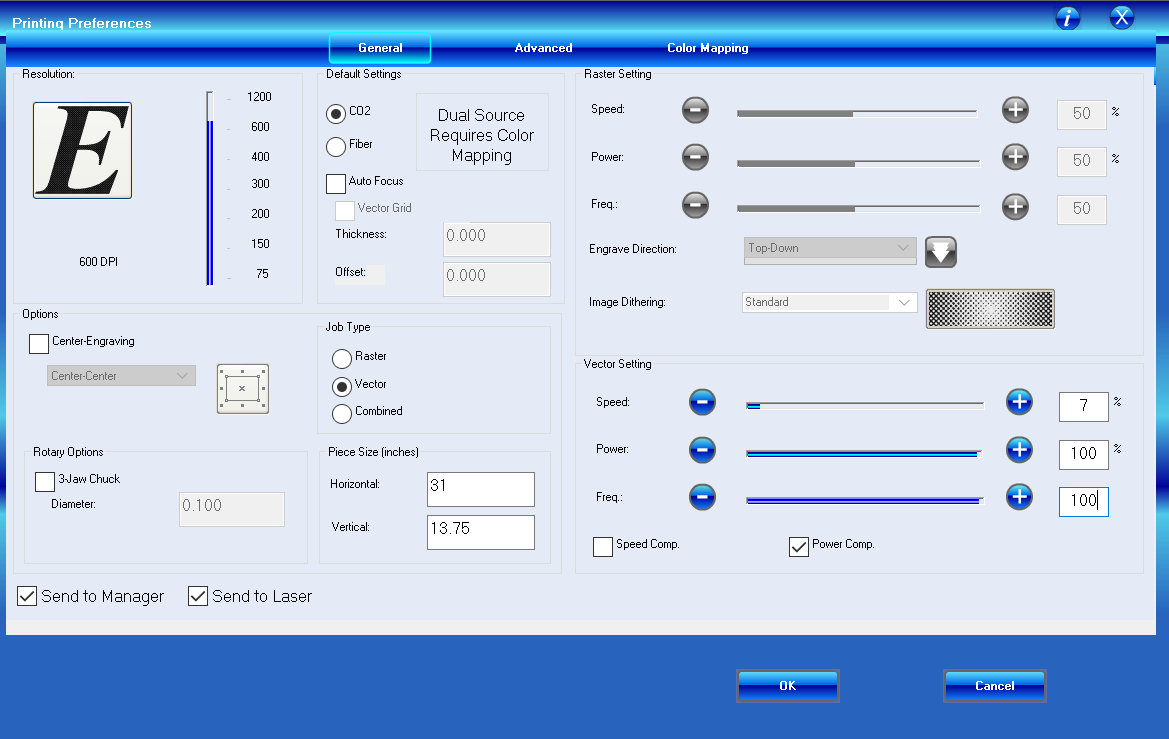 Printing Preferences
i X
General Advanced Color Mapping
Resolution:
E
1200
600
400
300
200
150
75
600 DPI
Default Settings
CO2
Fiber
Dual Source
Requires Color
Mapping
Auto Focus
Vector Grid
Thickness: 0.000
Offset: 0.000
Raster Setting
Speed: 50 %
Power: 50 %
Freq.: 50
Engrave Direction: Top-Down
Image Dithering: Standard
Options
Center-Engraving
Center-Center
Job Type
Raster
Vector
Combined
Rotary Options
3-Jaw Chuck
Diameter: 0.100
Piece Size (inches)
Horizontal: 31
Vertical: 13.75
Vector Setting
Speed: 7 %
Power: 100 %
Freq.: 100
Speed Comp. Power Comp.
Send to Manager Send to Laser
OK Cancel